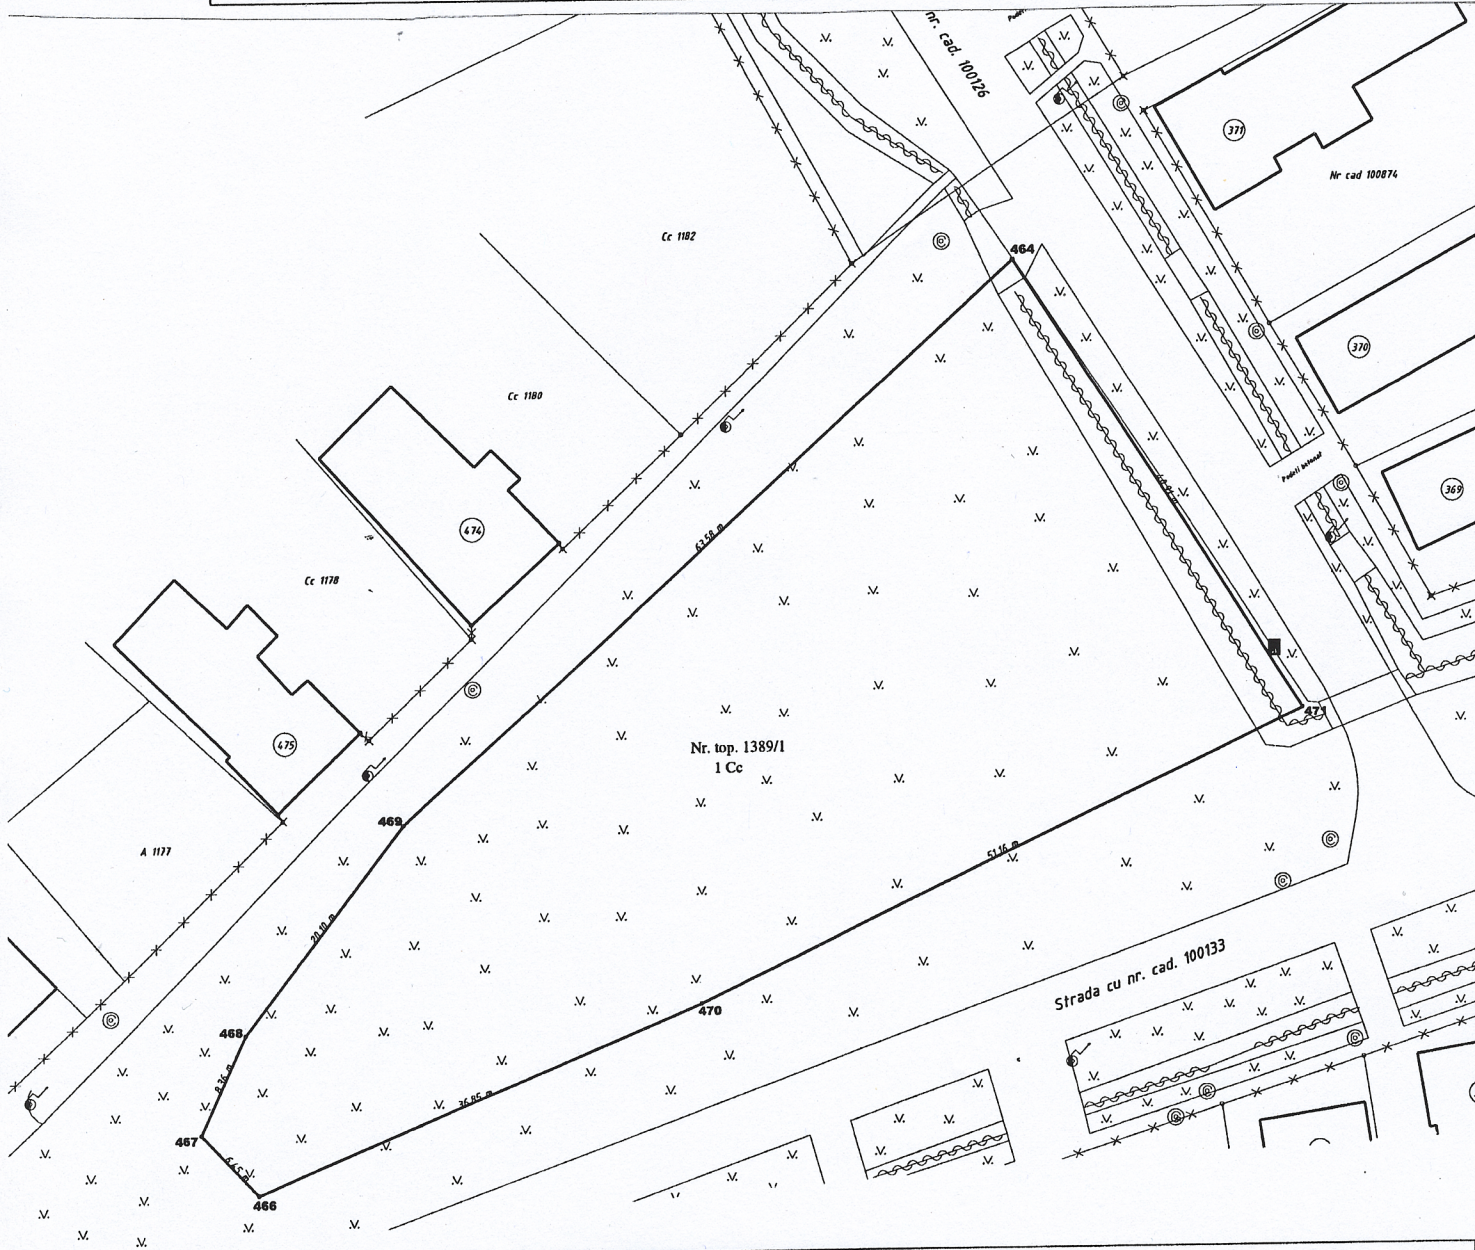 nr. cad. 100126
371
Nr cad 100874
Cc 1182
464
370
Cc 1180
474
369
63.58 m
Cc 1178
475
471
Nr. top. 1389/1
1 Cc
469
51.16 m
A 1177
20.10 m
Strada cu nr. cad. 100133
470
468
8.36 m
36.85 m
467
6.65 m
466